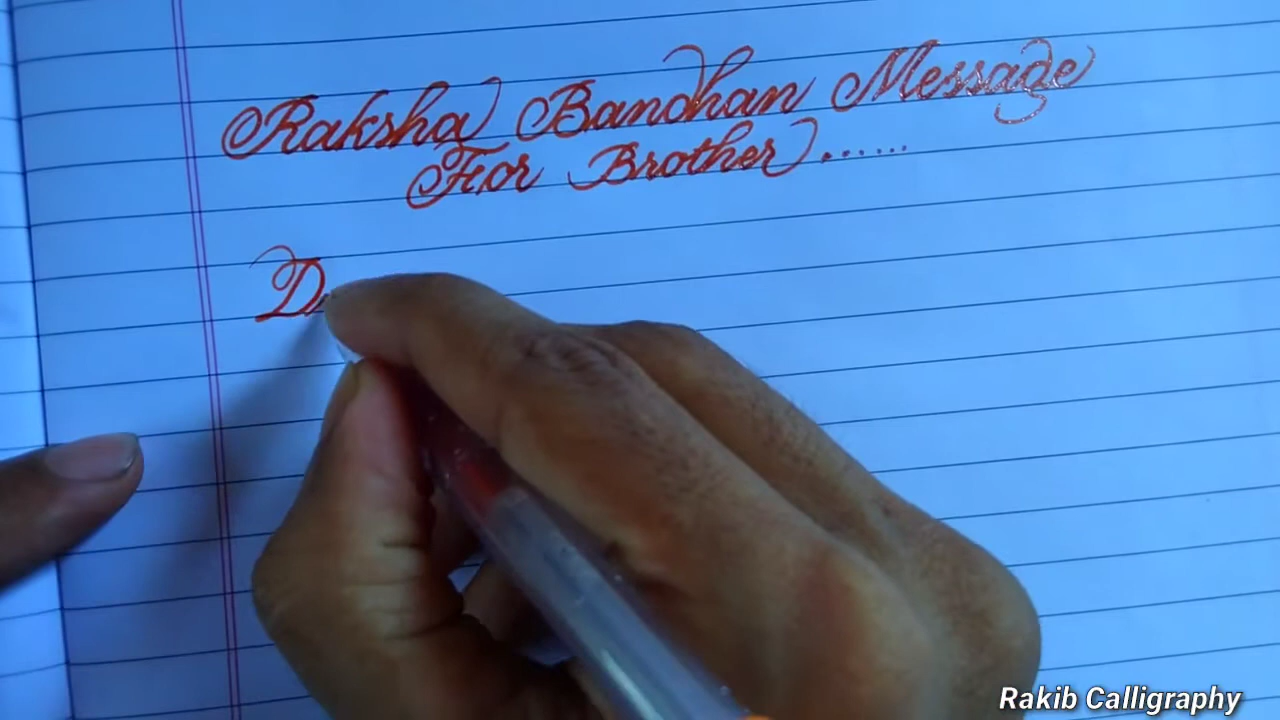 Raksha Bandhan Message
For Brother......
D
Rakib Calligraphy